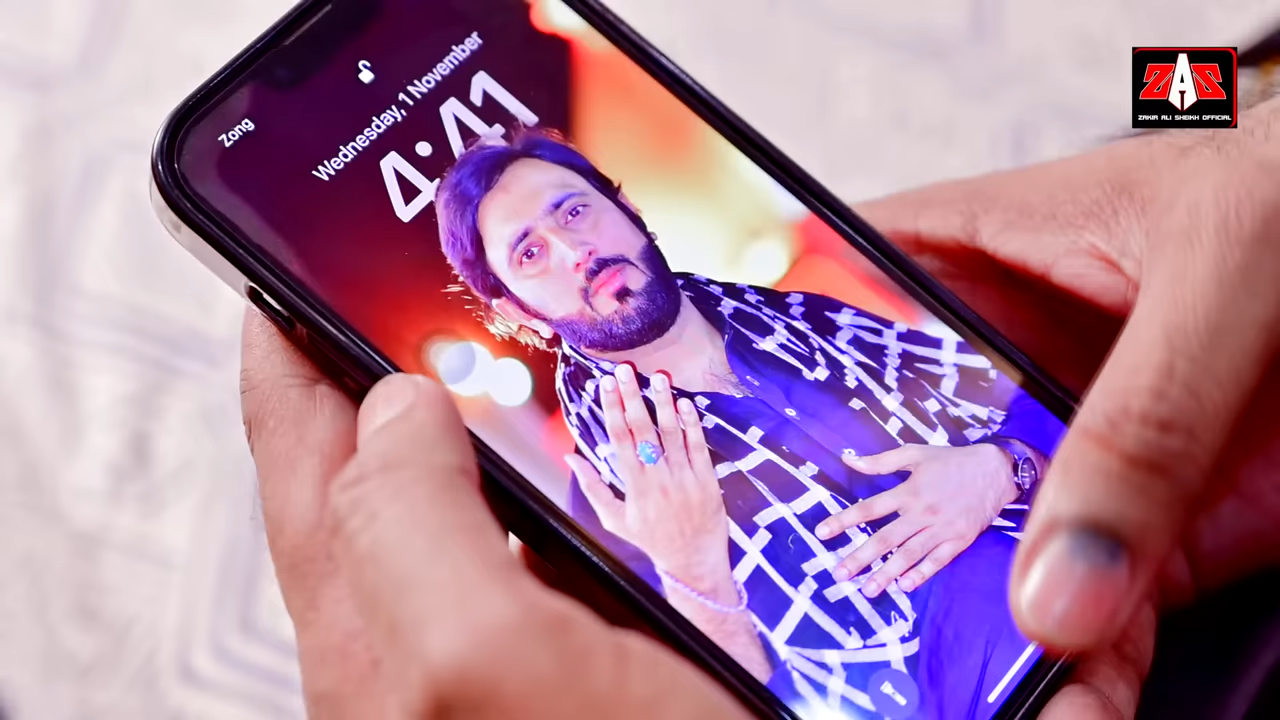 Zong
Wednesday, 1 November
4:41
ZAS
ZAKIR ALI SHEIKH OFFICIAL